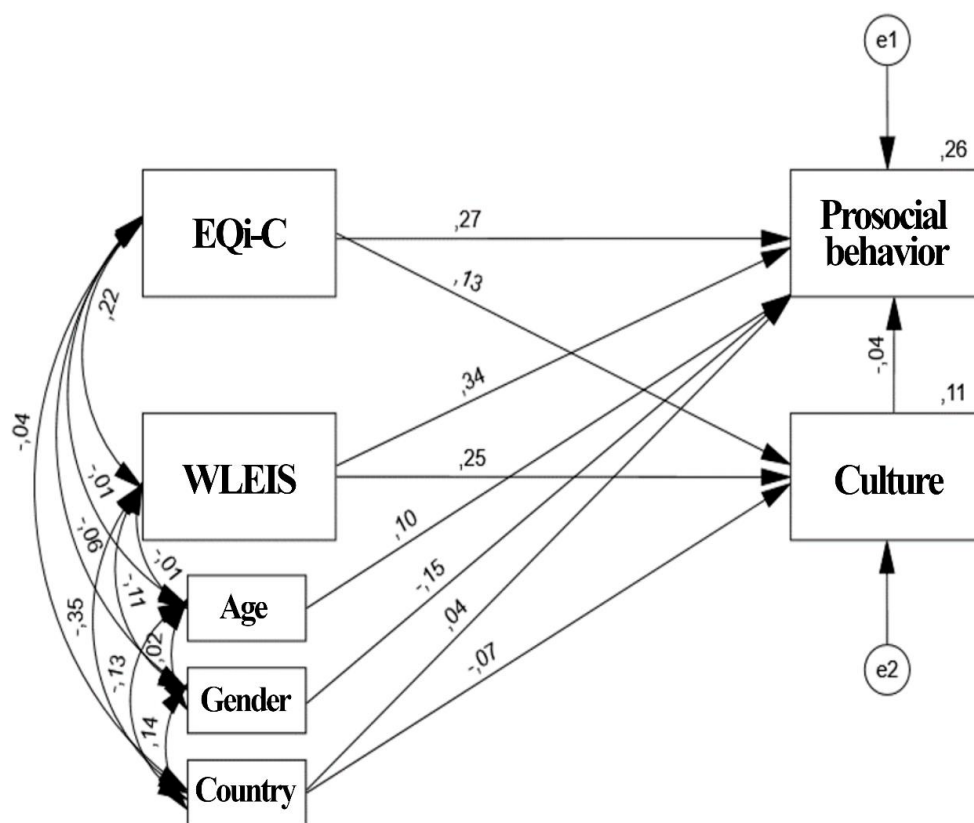 e1
,26
EQi-C
,27
Prosocial
behavior
,13
,22
-,04
,34
-,04
,11
WLEIS
,25
Culture
-,01
-,06
,10
-,01
-,11
-,15
Age
-,35
,02
,04
-,13
-,07
e2
Gender
,14
Country